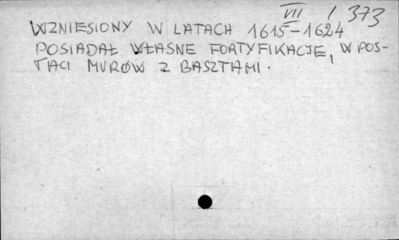 VII / 373
WZNIESIONY W LATACH 1615-1624
POSIADAŁ WŁASNE FORTYFIKACJE, W POS-
TACI MURÓW Z BASZTAMI.